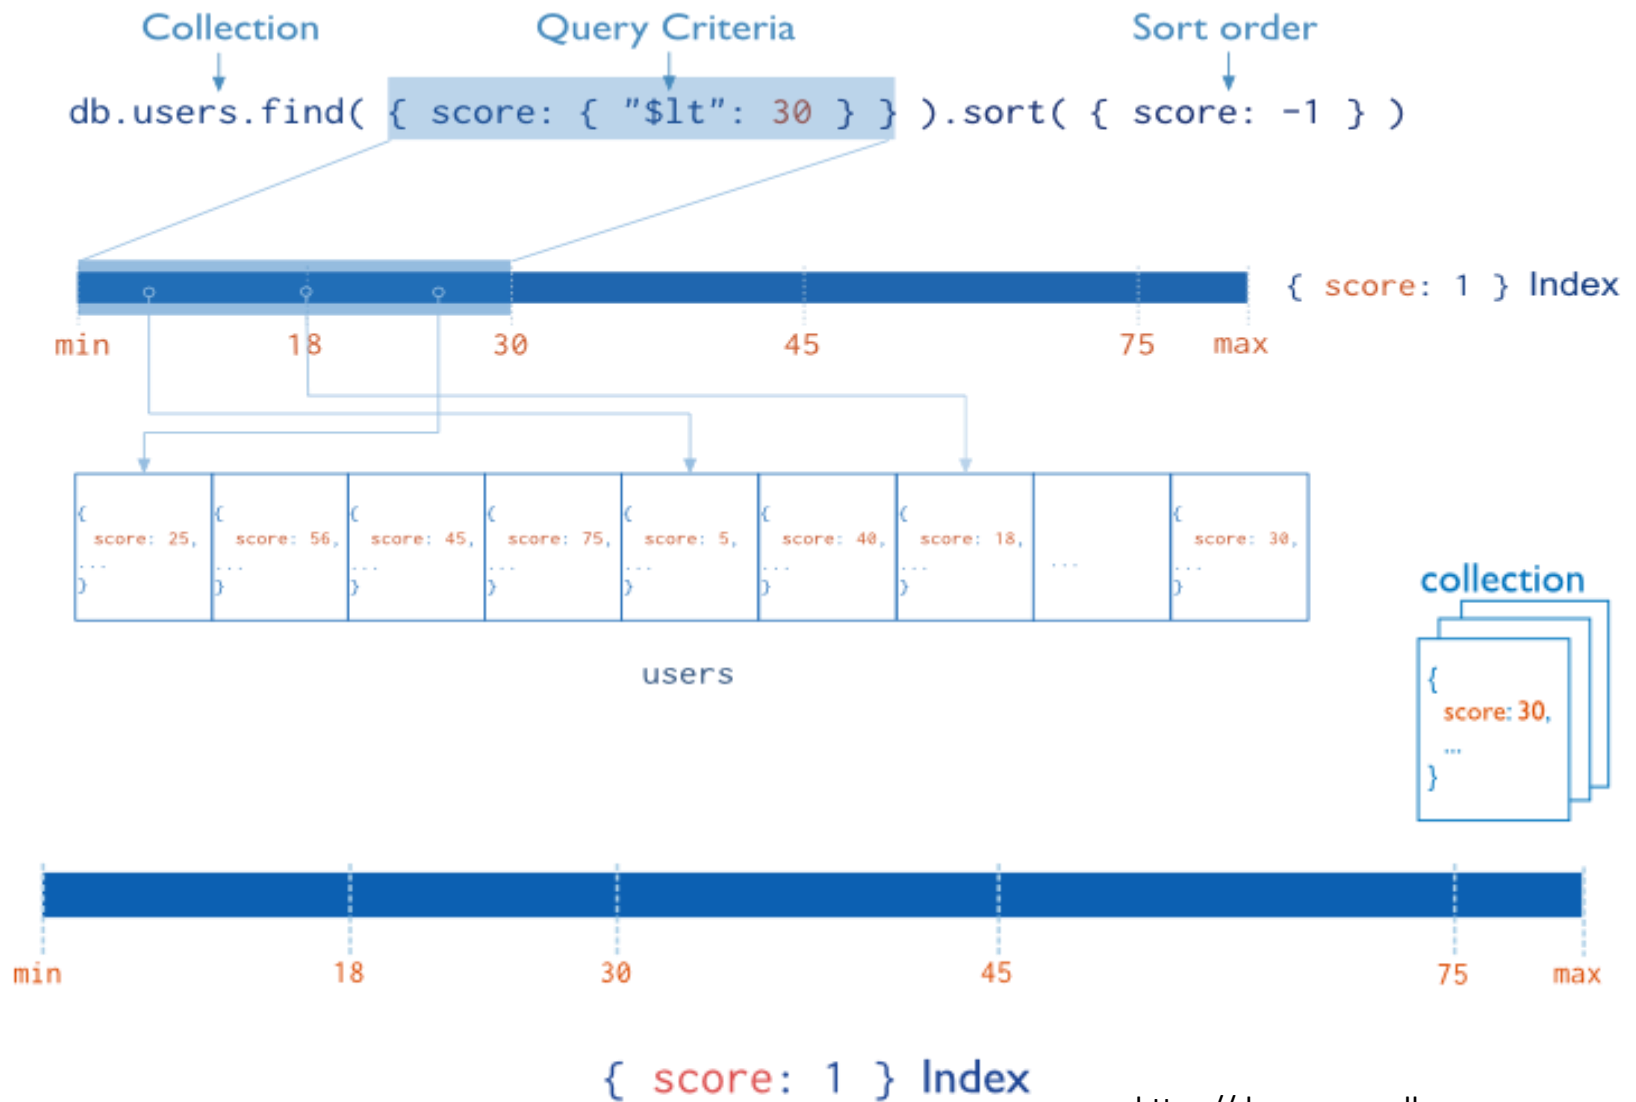 Collection Query Criteria Sort order
db.users.find( { score: { "$lt": 30 } } ).sort( { score: -1 } )
{ score: 1 } Index
min 18 30 45 75 max
{ { { { { { { {
score: 25, score: 56, score: 45, score: 75, score: 5, score: 40, score: 18, score: 30,
... ... ... ... ... ... ... ... ...
} } } } } } } }
users
collection
{
score: 30,
...
}
min 18 30 45 75 max
{ score: 1 } Index